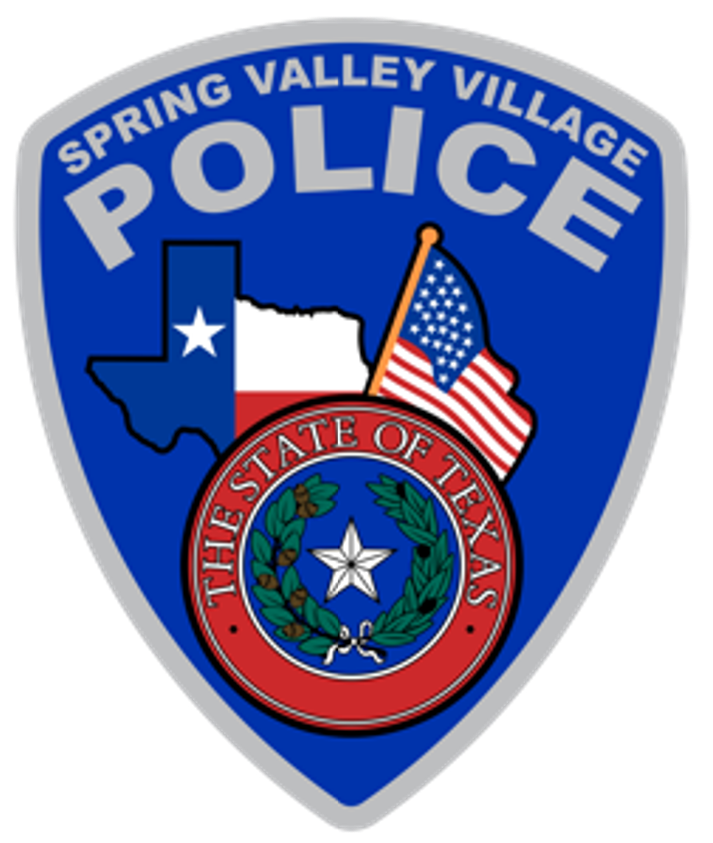 SPRING VALLEY VILLAGE
POLICE
THE STATE OF TEXAS